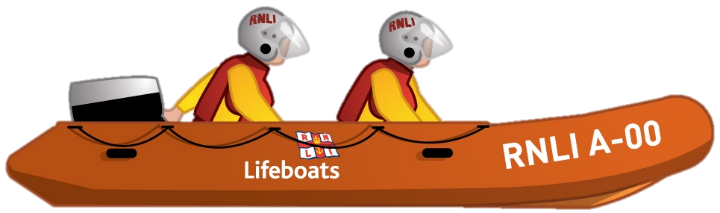 RNLI
RNLI
R N
L I
Lifeboats
RNLI A-00